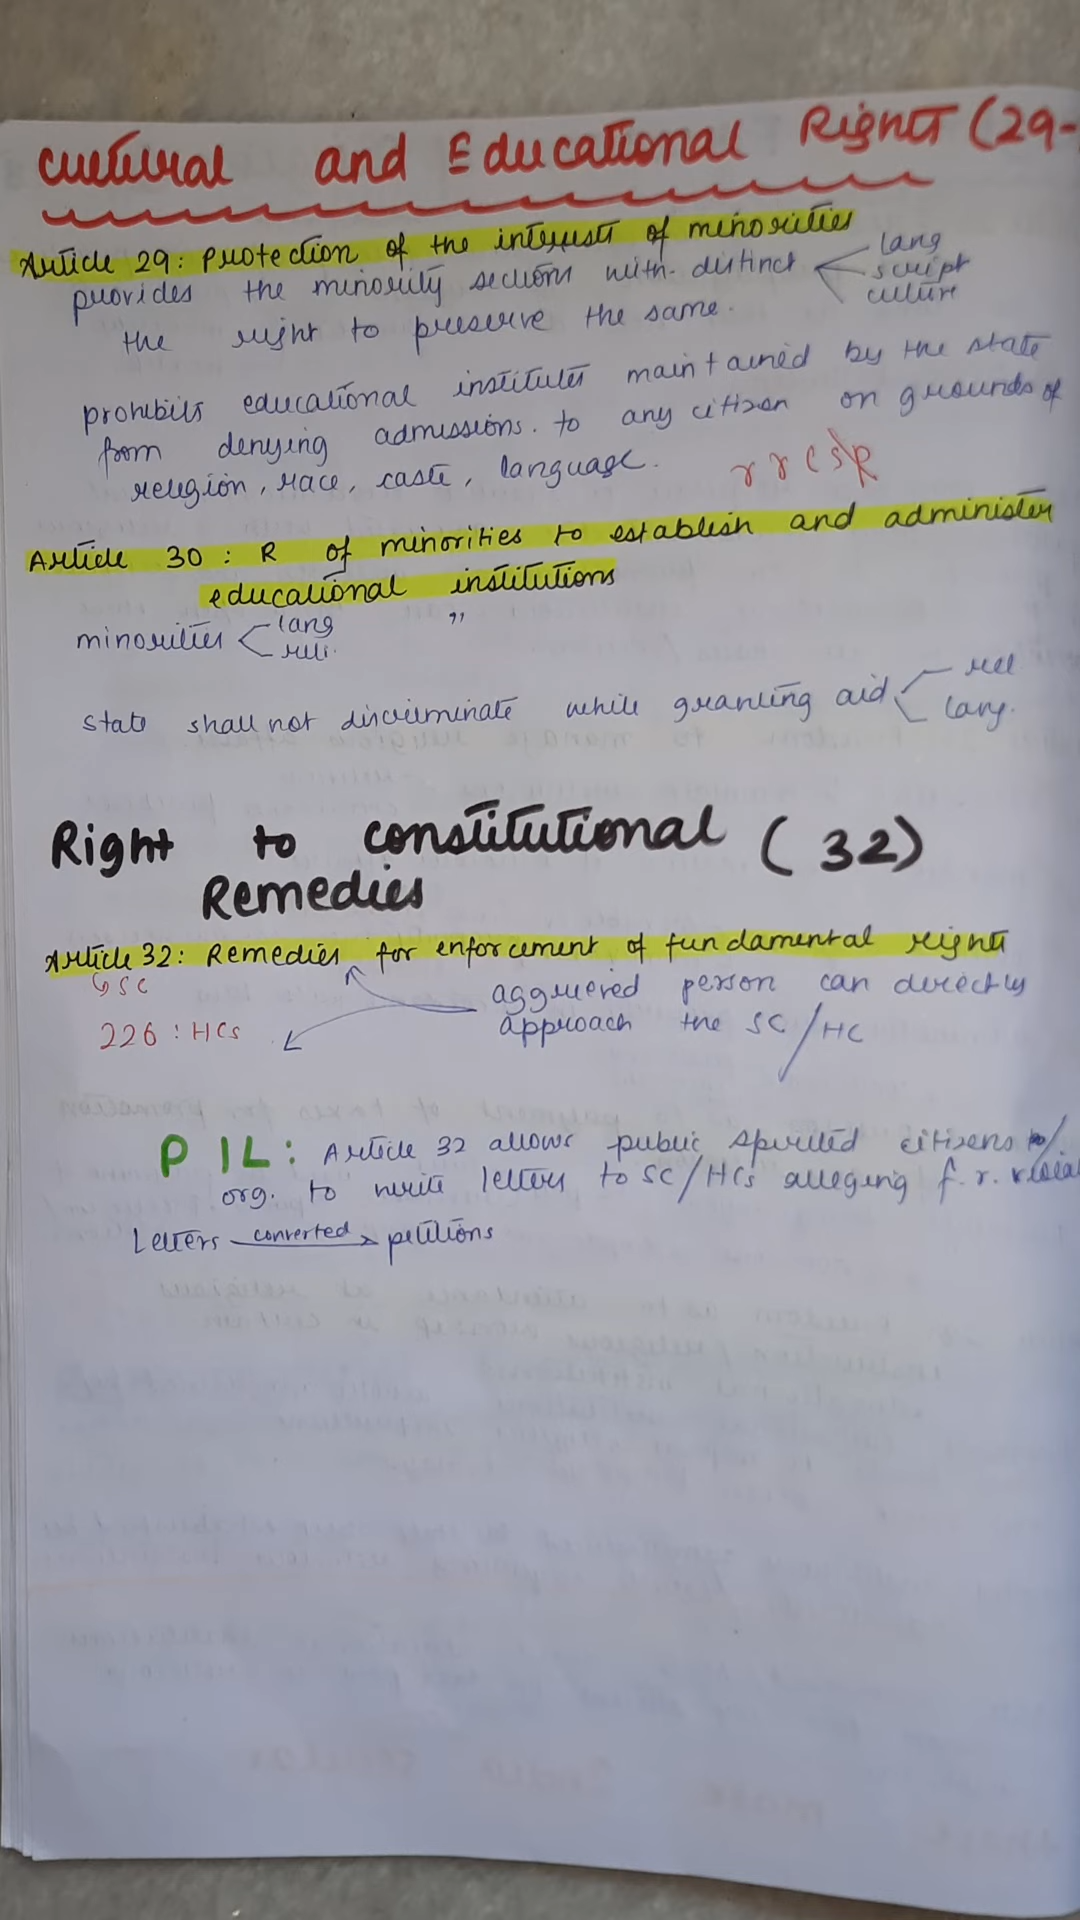 Cultural and Educational Rights (29-
Article 29: Protection of the interests of minorities
provides the minority sections with distinct lang
script
culture
the right to preserve the same.
prohibits educational institutes maintained by the state
from denying admissions. to any citizen on grounds of
religion, race, caste, language.
Article 30 : R of minorities to establish and administer
educational institutions
minorities lang "
reli.
state shall not discriminate while granting aid rel
lang.
Right to constitutional (32)
Remedies
Article 32: Remedies for enforcement of fundamental rights
SC
aggrieved person can directly
226 : HCs
approach the SC/HC
PIL: Article 32 allows public spirited citizens
org. to write letters to SC/HCs alleging f.r.
Letters converted petitions